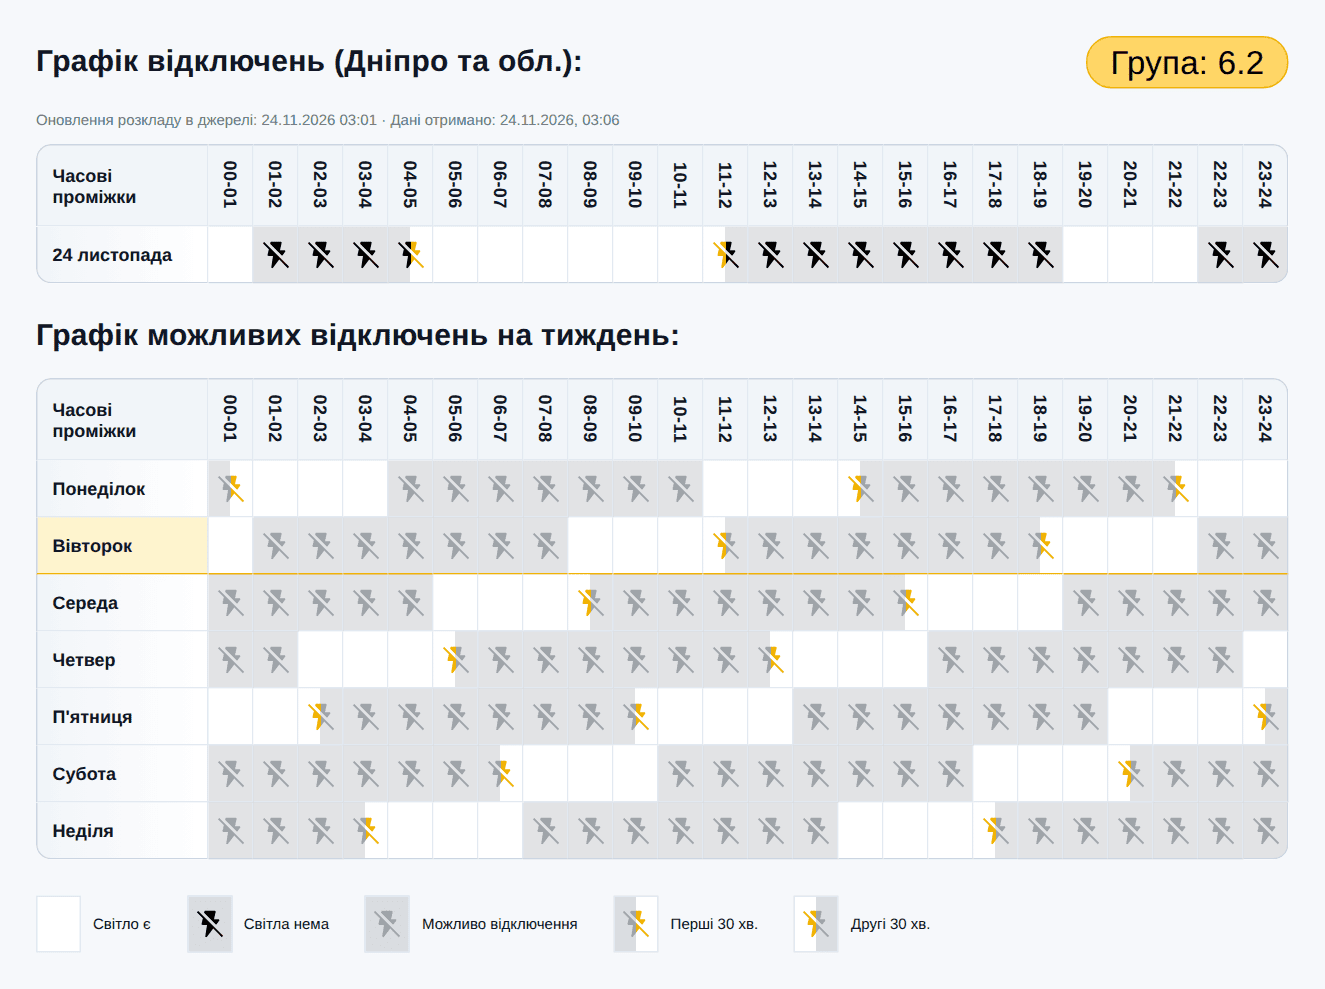 Графік відключень (Дніпро та обл.):
Група: 6.2
Оновлення розкладу в джерелі: 24.11.2026 03:01 · Дані отримано: 24.11.2026, 03:06
Часові
проміжки
00-01 01-02 02-03 03-04 04-05 05-06 06-07 07-08 08-09 09-10 10-11 11-12 12-13 13-14 14-15 15-16 16-17 17-18 18-19 19-20 20-21 21-22 22-23 23-24
24 листопада
Графік можливих відключень на тиждень:
Часові
проміжки
00-01 01-02 02-03 03-04 04-05 05-06 06-07 07-08 08-09 09-10 10-11 11-12 12-13 13-14 14-15 15-16 16-17 17-18 18-19 19-20 20-21 21-22 22-23 23-24
Понеділок
Вівторок
Середа
Четвер
П'ятниця
Субота
Неділя
Світло є
Світла нема
Можливо відключення
Перші 30 хв.
Другі 30 хв.